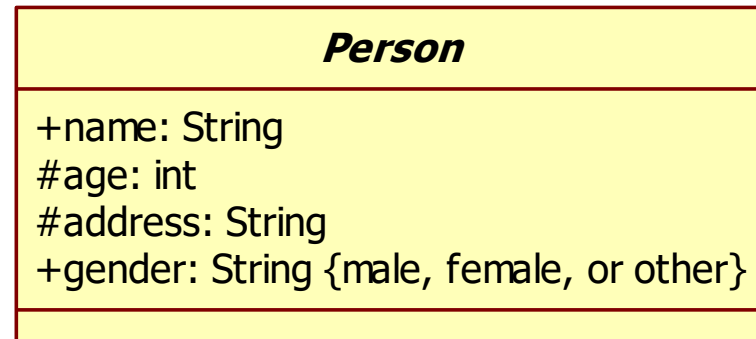 Person
+name: String
#age: int
#address: String
+gender: String {male, female, or other}